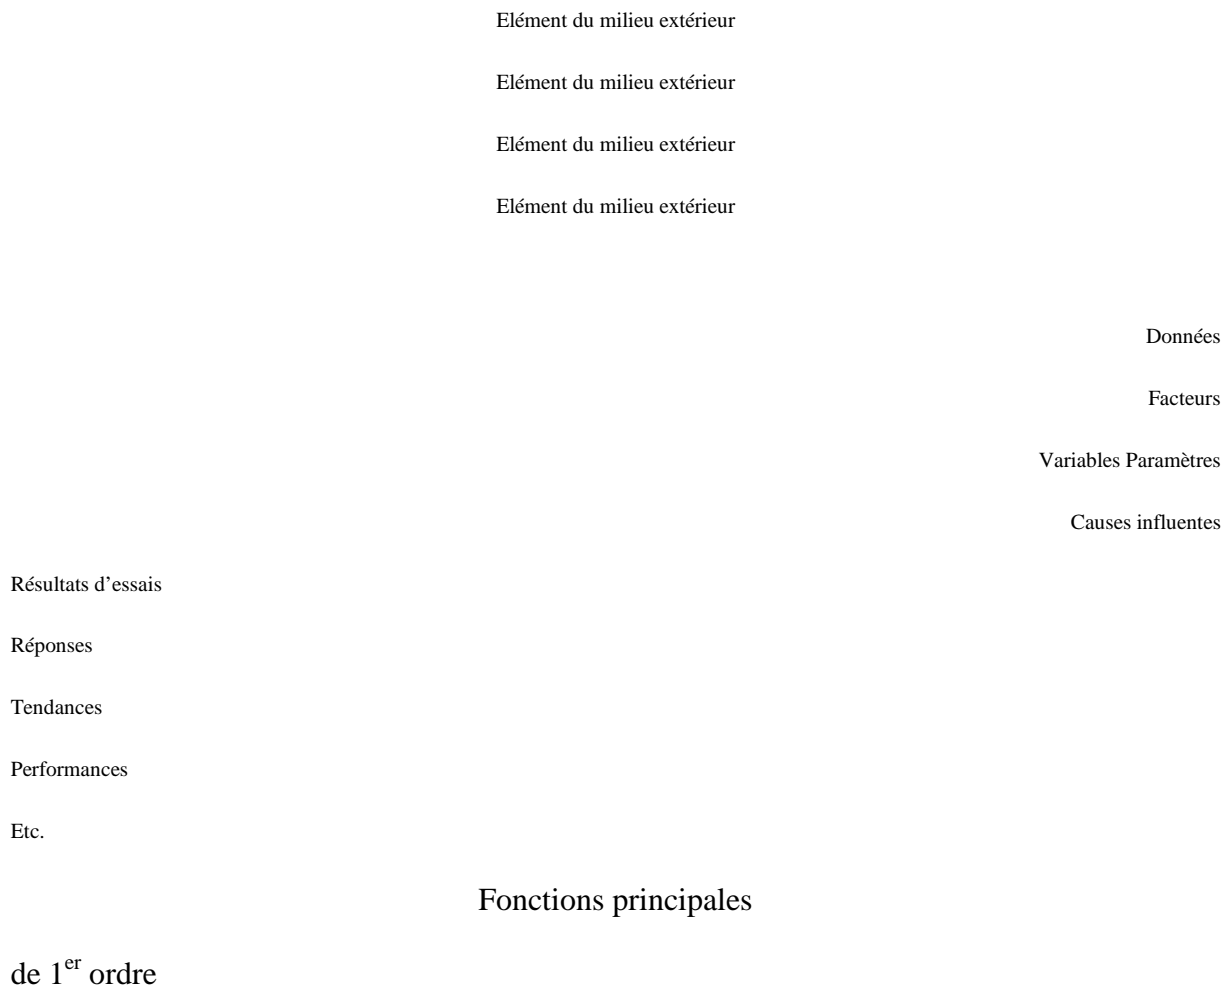 Elément du milieu extérieur
Elément du milieu extérieur
Elément du milieu extérieur
Elément du milieu extérieur
Données
Facteurs
Variables Paramètres
Causes influentes
Résultats d’essais
Réponses
Tendances
Performances
Etc.
Fonctions principales
de 1er ordre